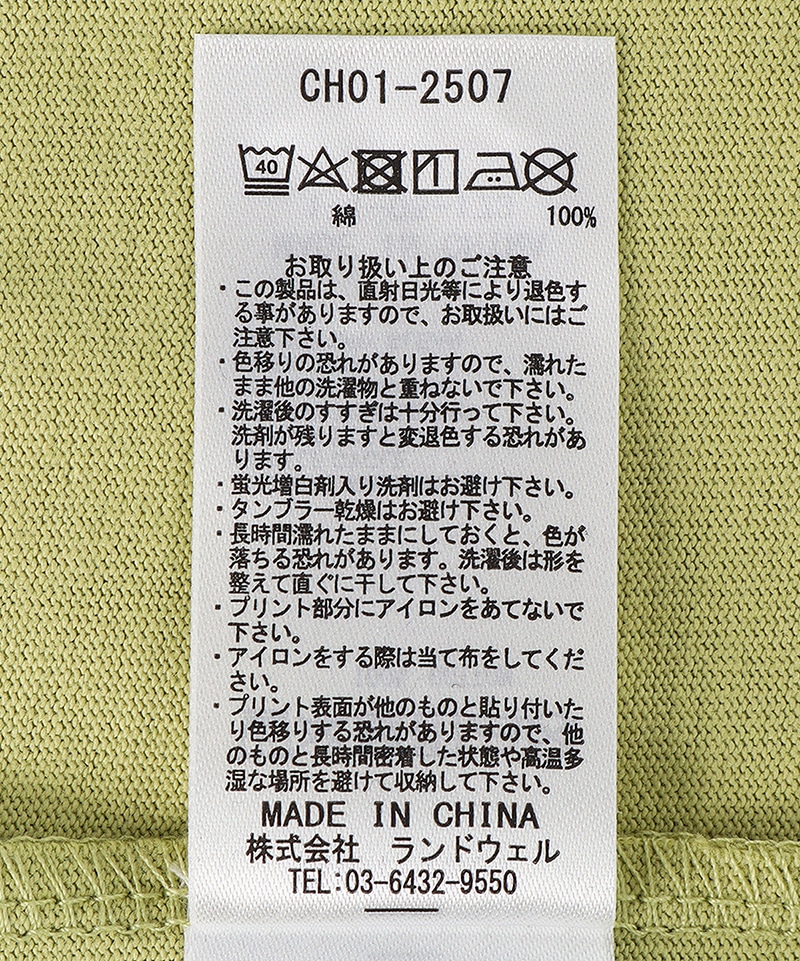 CH01-2507
40
綿 100%
お取り扱い上のご注意
・この製品は、直射日光等により退色す
る事がありますので、お取扱いにはご
注意下さい。
・色移りの恐れがありますので、濡れた
まま他の洗濯物と重ねないで下さい。
・洗濯後のすすぎは十分行って下さい。
洗剤が残りますと変退色する恐れがあ
ります。
・蛍光増白剤入り洗剤はお避け下さい。
・タンブラー乾燥はお避け下さい。
・長時間濡れたままにしておくと、色が
落ちる恐れがあります。洗濯後は形を
整えて直ぐに干して下さい。
・プリント部分にアイロンをあてないで
下さい。
・アイロンをする際は当て布をしてくだ
さい。
・プリント表面が他のものと貼り付いた
り色移りする恐れがありますので、他
のものと長時間密着した状態や高温多
湿な場所を避けて収納して下さい。
MADE IN CHINA
株式会社 ランドウェル
TEL:03-6432-9550